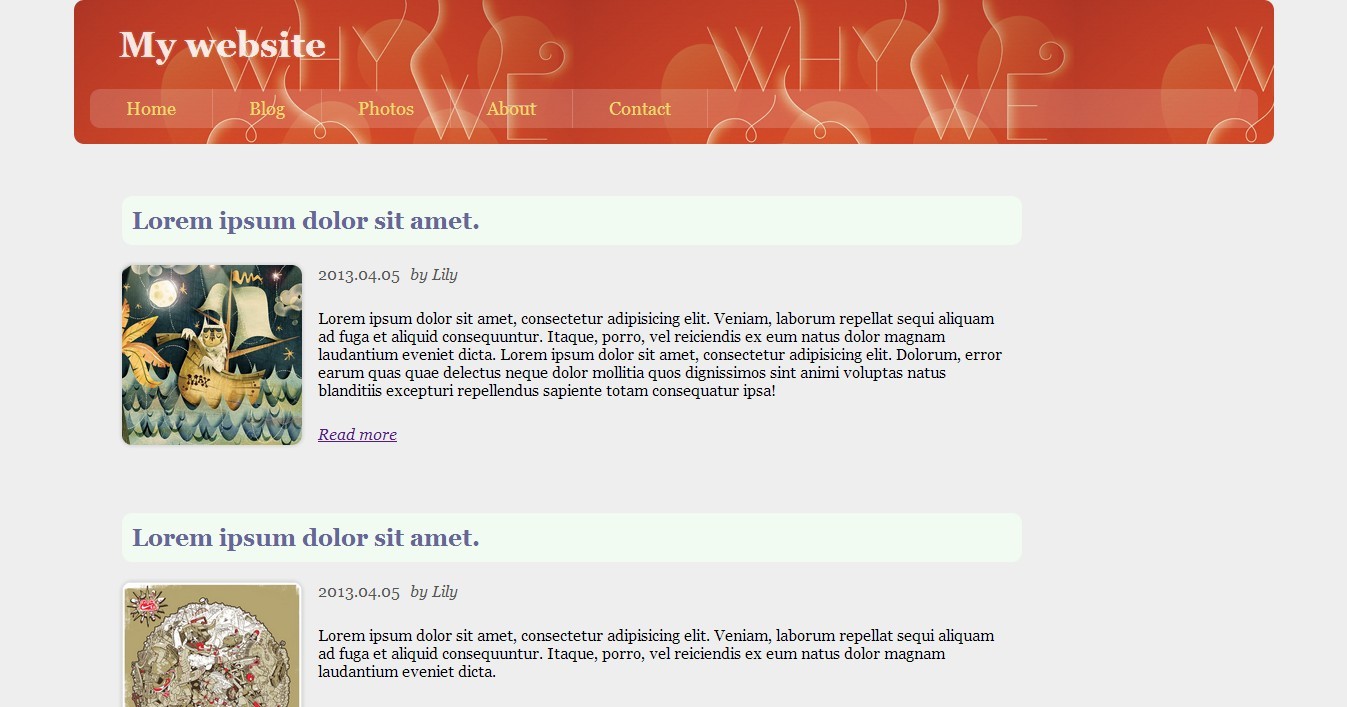 My website
WHY
WE
WHY
WE
W
Home Blog Photos About Contact
Lorem ipsum dolor sit amet.
2013.04.05 by Lily
Lorem ipsum dolor sit amet, consectetur adipisicing elit. Veniam, laborum repellat sequi aliquam
ad fuga et aliquid consequuntur. Itaque, porro, vel reiciendis ex eum natus dolor magnam
laudantium eveniet dicta. Lorem ipsum dolor sit amet, consectetur adipisicing elit. Dolorum, error
earum quas quae delectus neque dolor mollitia quos dignissimos sint animi voluptas natus
blanditiis excepturi repellendus sapiente totam consequatur ipsa!
MAX
Read more
Lorem ipsum dolor sit amet.
2013.04.05 by Lily
Lorem ipsum dolor sit amet, consectetur adipisicing elit. Veniam, laborum repellat sequi aliquam
ad fuga et aliquid consequuntur. Itaque, porro, vel reiciendis ex eum natus dolor magnam
laudantium eveniet dicta.